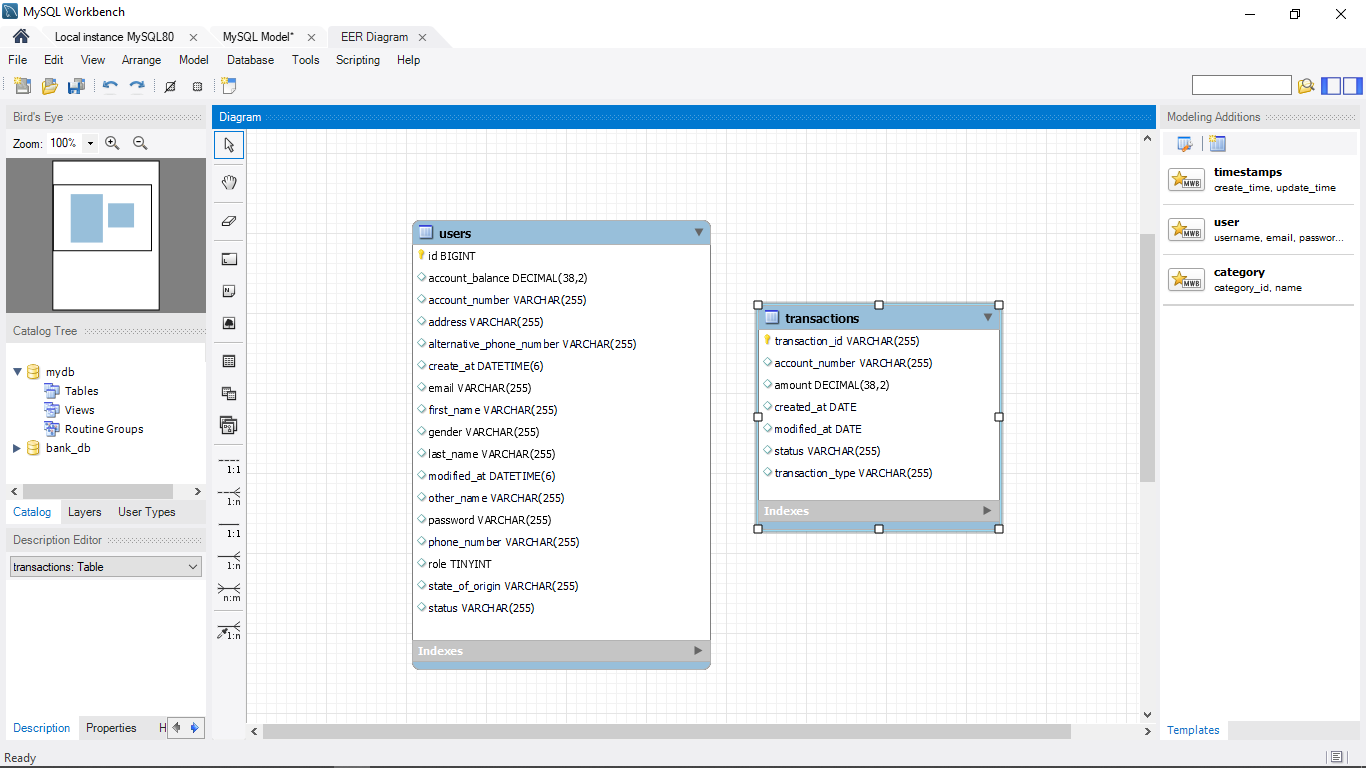 MySQL Workbench
Local instance MySQL80
MySQL Model*
EER Diagram
File Edit View Arrange Model Database Tools Scripting Help
Bird's Eye
Zoom: 100%
Catalog Tree
mydb
Tables
Views
Routine Groups
bank_db
Catalog Layers User Types
Description Editor
transactions: Table
Description Properties H
Ready
Diagram
1:1
1:n
1:1
1:n
n:m
1:n
users
id BIGINT
account_balance DECIMAL(38,2)
account_number VARCHAR(255)
address VARCHAR(255)
alternative_phone_number VARCHAR(255)
create_at DATETIME(6)
email VARCHAR(255)
first_name VARCHAR(255)
gender VARCHAR(255)
last_name VARCHAR(255)
modified_at DATETIME(6)
other_name VARCHAR(255)
password VARCHAR(255)
phone_number VARCHAR(255)
role TINYINT
state_of_origin VARCHAR(255)
status VARCHAR(255)
Indexes
transactions
transaction_id VARCHAR(255)
account_number VARCHAR(255)
amount DECIMAL(38,2)
created_at DATE
modified_at DATE
status VARCHAR(255)
transaction_type VARCHAR(255)
Indexes
Modeling Additions
MWB
timestamps
create_time, update_time
MWB
user
username, email, passwor...
MWB
category
category_id, name
Templates